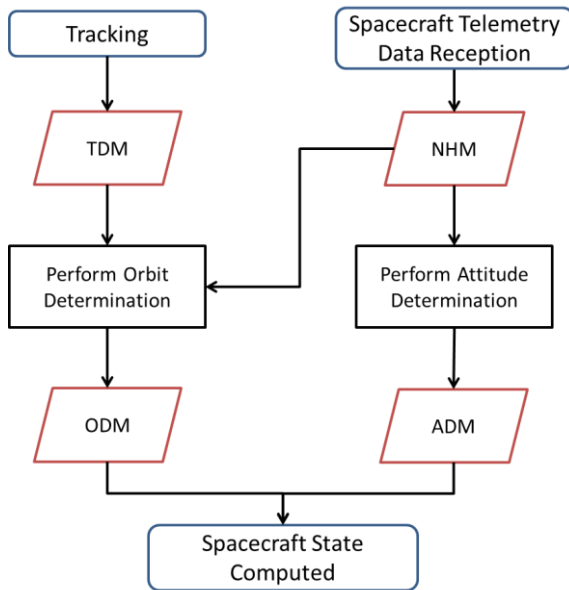 Tracking
Spacecraft Telemetry
Data Reception
TDM
NHM
Perform Orbit
Determination
Perform Attitude
Determination
ODM
ADM
Spacecraft State
Computed